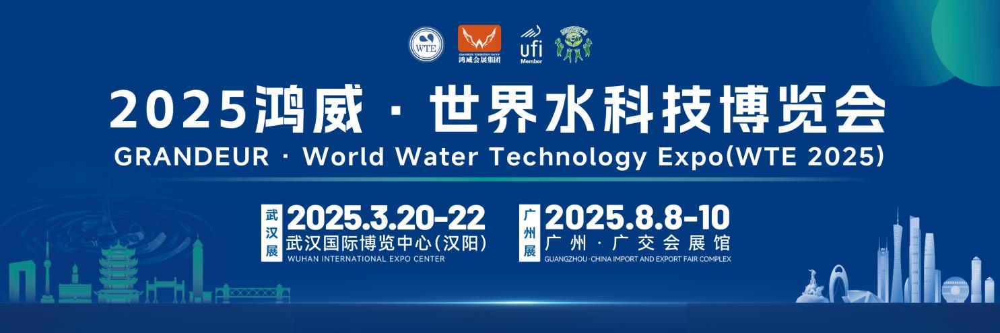 WTE
GRANDEUR EXHIBITION GROUP
鸿威会展集团
ufi
Member
2025鸿威·世界水科技博览会
GRANDEUR · World Water Technology Expo(WTE 2025)
武汉展
2025.3.20-22
武汉国际博览中心(汉阳)
WUHAN INTERNATIONAL EXPO CENTER
广州展
2025.8.8-10
广州·广交会展馆
GUANGZHOU·CHINA IMPORT AND EXPORT FAIR COMPLEX